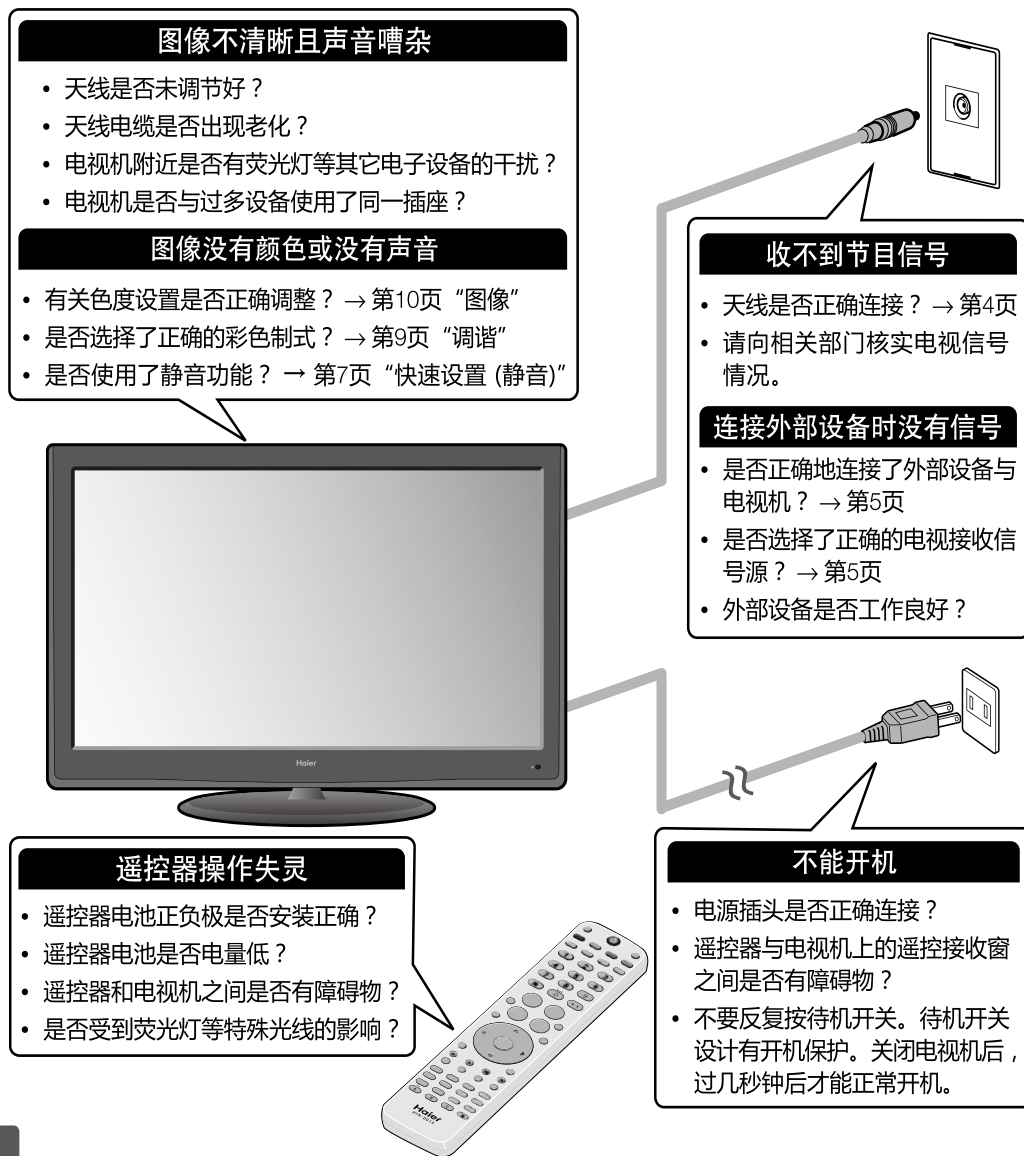 图像不清晰且声音嘈杂
• 天线是否未调节好？
• 天线电缆是否出现老化？
• 电视机附近是否有荧光灯等其它电子设备的干扰？
• 电视机是否与过多设备使用了同一插座？
图像没有颜色或没有声音
• 有关色度设置是否正确调整？→ 第10页“图像”
• 是否选择了正确的彩色制式？→ 第9页“调谐”
• 是否使用了静音功能？ → 第7页“快速设置 (静音)”
收不到节目信号
• 天线是否正确连接？→ 第4页
• 请向相关部门核实电视信号
情况。
连接外部设备时没有信号
• 是否正确地连接了外部设备与
电视机？→ 第5页
• 是否选择了正确的电视接收信
号源？→ 第5页
• 外部设备是否工作良好？
Haier
遥控器操作失灵
• 遥控器电池正负极是否安装正确？
• 遥控器电池是否电量低？
• 遥控器和电视机之间是否有障碍物？
• 是否受到荧光灯等特殊光线的影响？
Haier
不能开机
• 电源插头是否正确连接？
• 遥控器与电视机上的遥控接收窗
之间是否有障碍物？
• 不要反复按待机开关。待机开关
设计有开机保护。关闭电视机后，
过几秒钟后才能正常开机。